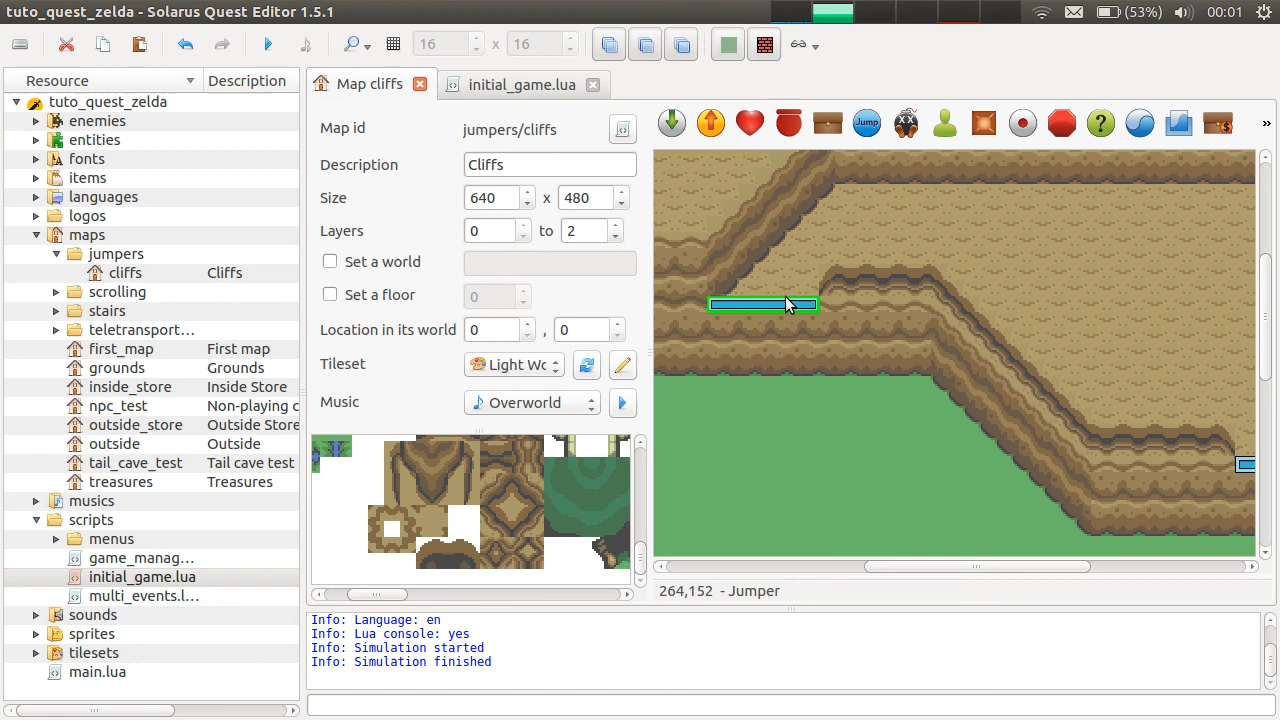 tuto_quest_zelda - Solarus Quest Editor 1.5.1
(53%)
00:01
16 x 16
Resource
Description
tuto_quest_zelda
enemies
entities
fonts
items
languages
logos
maps
jumpers
cliffs Cliffs
scrolling
stairs
teletransport...
first_map First map
grounds Grounds
inside_store Inside Store
npc_test Non-playing c
outside_store Outside Store
outside Outside
tail_cave_test Tail cave test
treasures Treasures
musics
scripts
menus
game_manag...
initial_game.lua
multi_events.l...
sounds
sprites
tilesets
main.lua
Map cliffs
initial_game.lua
Map id jumpers/cliffs
Description Cliffs
Size 640 x 480
Layers 0 to 2
Set a world
Set a floor 0
Location in its world 0 , 0
Tileset Light Wo
Music Overworld
Jump
»
264,152 - Jumper
Info: Language: en
Info: Lua console: yes
Info: Simulation started
Info: Simulation finished